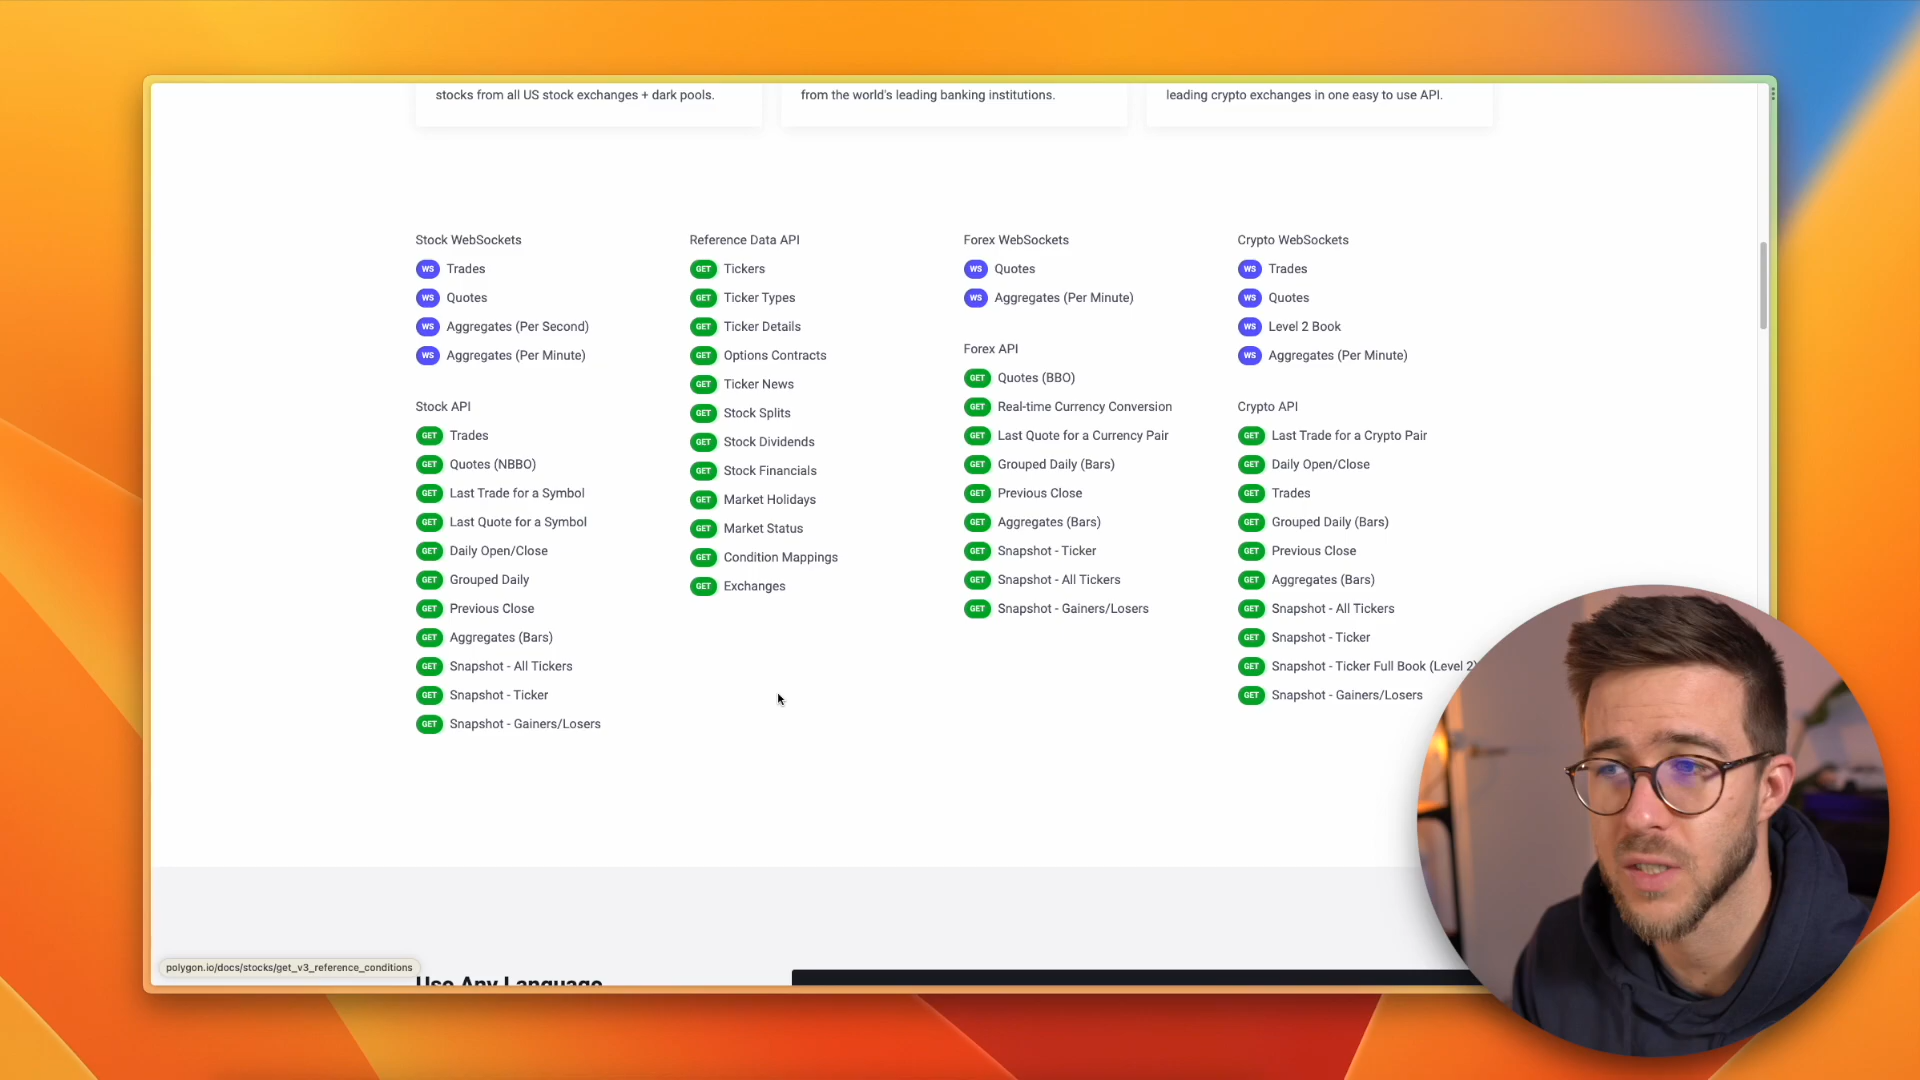 stocks from all US stock exchanges + dark pools.
from the world's leading banking institutions.
leading crypto exchanges in one easy to use API.
Stock WebSockets
WS Trades
WS Quotes
WS Aggregates (Per Second)
WS Aggregates (Per Minute)
Stock API
GET Trades
GET Quotes (NBBO)
GET Last Trade for a Symbol
GET Last Quote for a Symbol
GET Daily Open/Close
GET Grouped Daily
GET Previous Close
GET Aggregates (Bars)
GET Snapshot - All Tickers
GET Snapshot - Ticker
GET Snapshot - Gainers/Losers
Reference Data API
GET Tickers
GET Ticker Types
GET Ticker Details
GET Options Contracts
GET Ticker News
GET Stock Splits
GET Stock Dividends
GET Stock Financials
GET Market Holidays
GET Market Status
GET Condition Mappings
GET Exchanges
Forex WebSockets
WS Quotes
WS Aggregates (Per Minute)
Forex API
GET Quotes (BBO)
GET Real-time Currency Conversion
GET Last Quote for a Currency Pair
GET Grouped Daily (Bars)
GET Previous Close
GET Aggregates (Bars)
GET Snapshot - Ticker
GET Snapshot - All Tickers
GET Snapshot - Gainers/Losers
Crypto WebSockets
WS Trades
WS Quotes
WS Level 2 Book
WS Aggregates (Per Minute)
Crypto API
GET Last Trade for a Crypto Pair
GET Daily Open/Close
GET Trades
GET Grouped Daily (Bars)
GET Previous Close
GET Aggregates (Bars)
GET Snapshot - All Tickers
GET Snapshot - Ticker
GET Snapshot - Ticker Full Book (Level 2)
GET Snapshot - Gainers/Losers
polygon.io/docs/stocks/get_v3_reference_conditions
Use Any Language